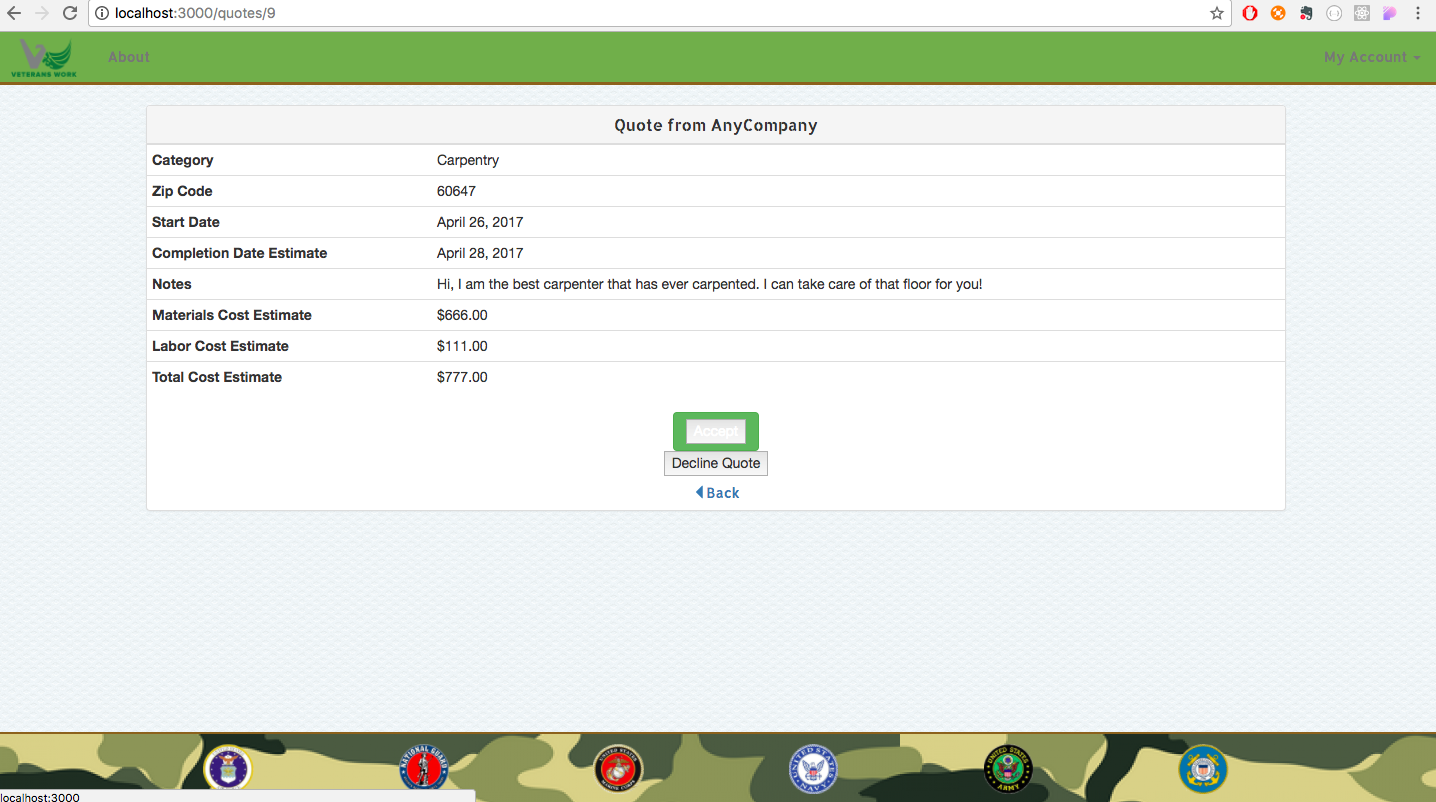 localhost:3000/quotes/9
VETERANS WORK
About
My Account
Quote from AnyCompany
Category Carpentry
Zip Code 60647
Start Date April 26, 2017
Completion Date Estimate April 28, 2017
Notes Hi, I am the best carpenter that has ever carpented. I can take care of that floor for you!
Materials Cost Estimate $666.00
Labor Cost Estimate $111.00
Total Cost Estimate $777.00
Accept
Decline Quote
Back
NATIONAL GUARD
UNITED STATES
MARINE CORPS
UNITED STATES
NAVY
UNITED STATES
ARMY
localhost:3000